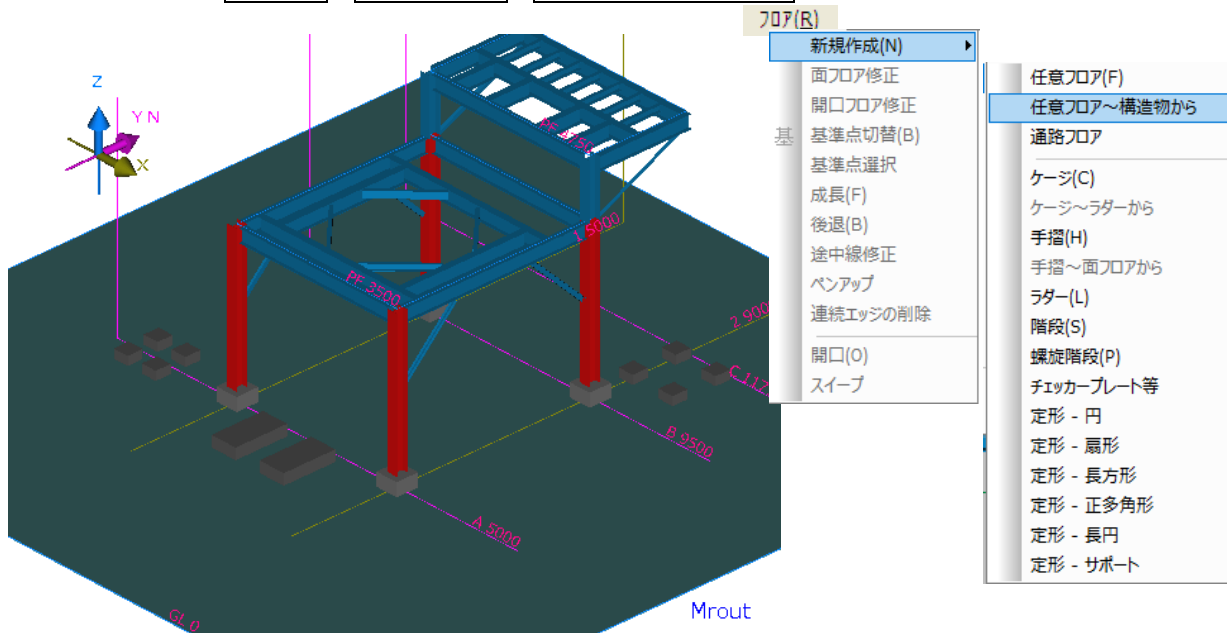 フロア(R)
新規作成(N)
面フロア修正
開口フロア修正
基 基準点切替(B)
基準点選択
成長(F)
後退(B)
途中線修正
ペンアップ
連続エッジの削除
開口(O)
スイープ
任意フロア(F)
任意フロア～構造物から
通路フロア
ケージ(C)
ケージ～ラダーから
手摺(H)
手摺～面フロアから
ラダー(L)
階段(S)
螺旋階段(P)
チェッカープレート等
定形 - 円
定形 - 扇形
定形 - 長方形
定形 - 正多角形
定形 - 長円
定形 - サポート
Z
Y N
X
PF 4750
1 5000
PF 3500
2 900
C 112
B 9500
A 5000
GL 0
Mrout